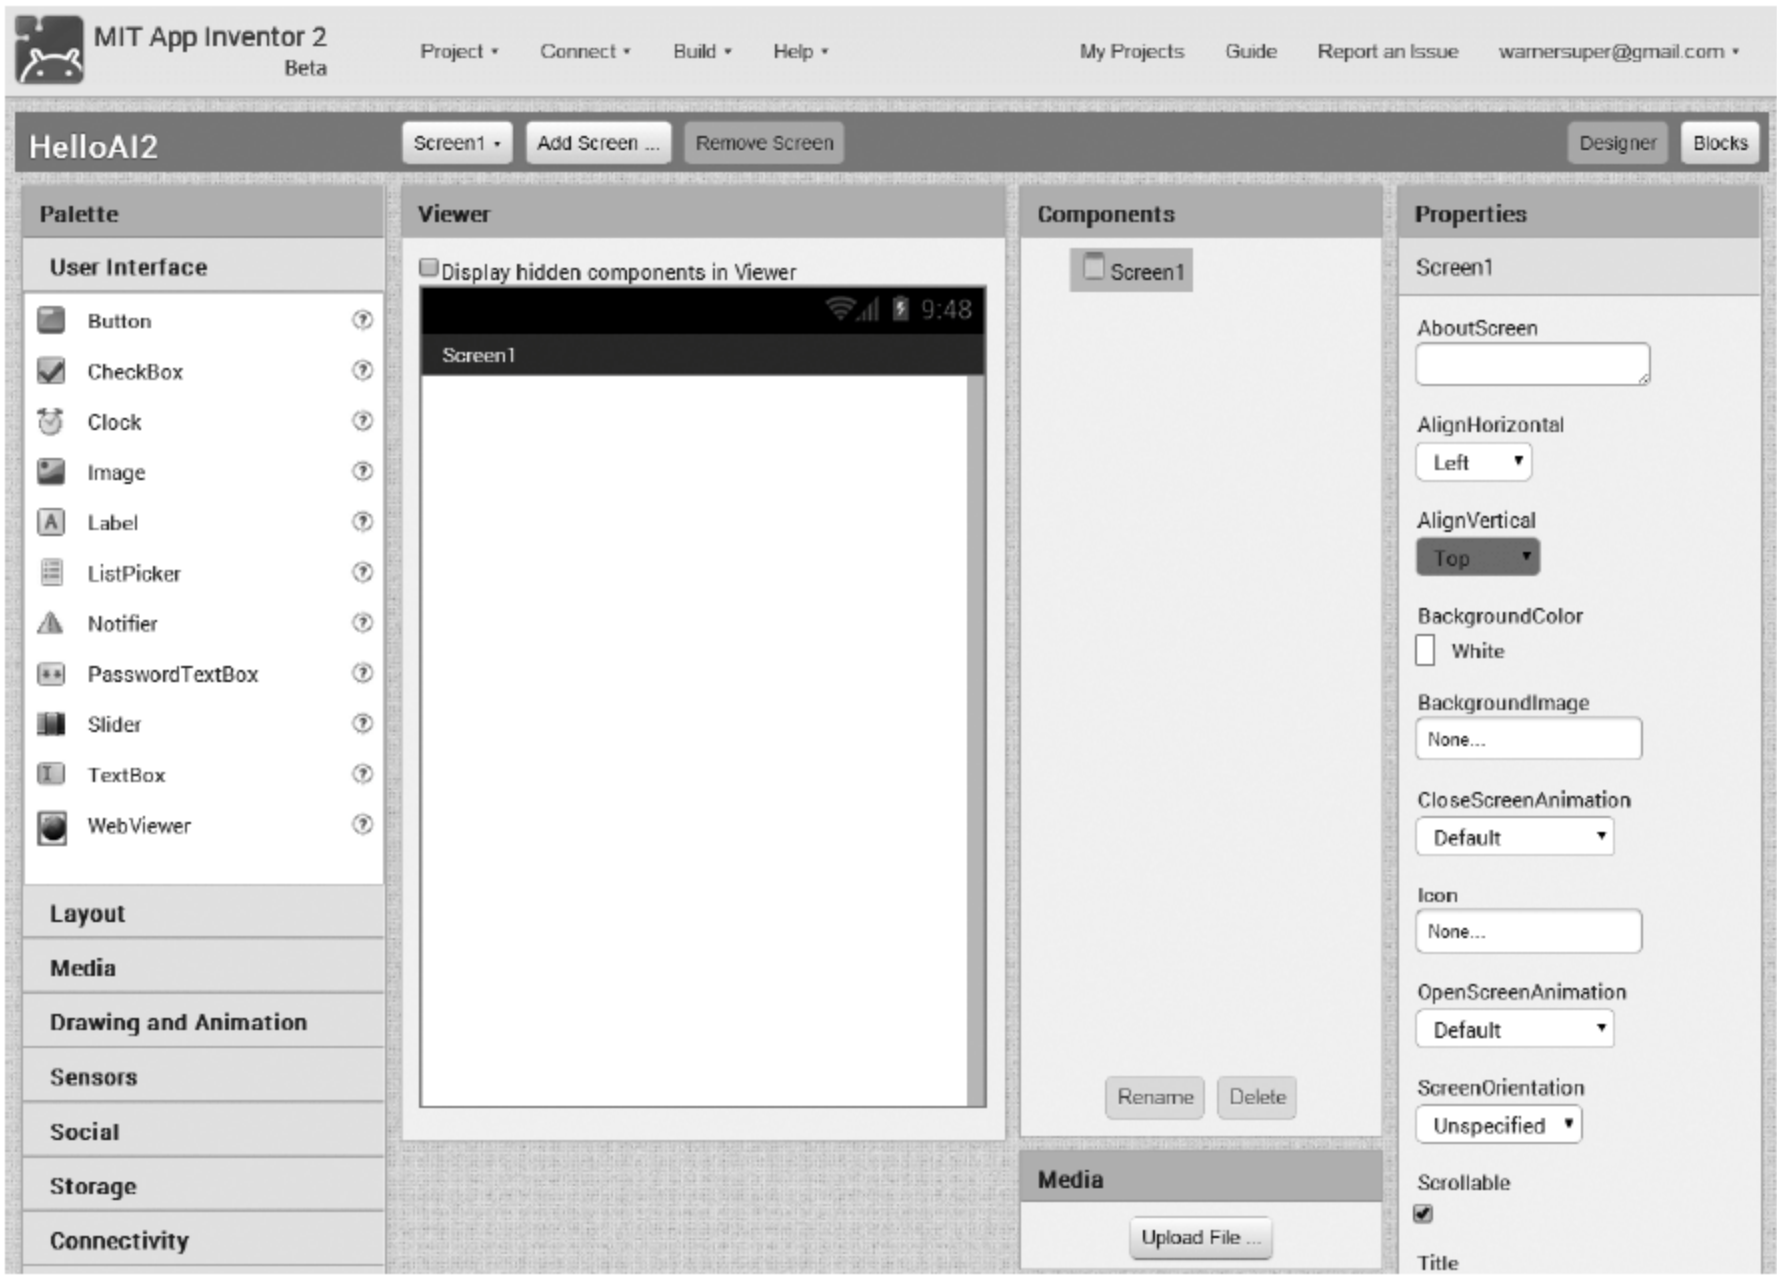 MIT App Inventor 2
Beta
Project
Connect
Build
Help
My Projects
Guide
Report an Issue
warnersuper@gmail.com
HelloAI2
Screen1
Add Screen ...
Remove Screen
Designer
Blocks
Palette
User Interface
Button
CheckBox
Clock
Image
Label
ListPicker
Notifier
PasswordTextBox
Slider
TextBox
WebViewer
Layout
Media
Drawing and Animation
Sensors
Social
Storage
Connectivity
Viewer
Display hidden components in Viewer
9:48
Screen1
Components
Screen1
Rename
Delete
Media
Upload File ...
Properties
Screen1
AboutScreen
AlignHorizontal
Left
AlignVertical
Top
BackgroundColor
White
BackgroundImage
None...
CloseScreenAnimation
Default
Icon
None...
OpenScreenAnimation
Default
ScreenOrientation
Unspecified
Scrollable
Title